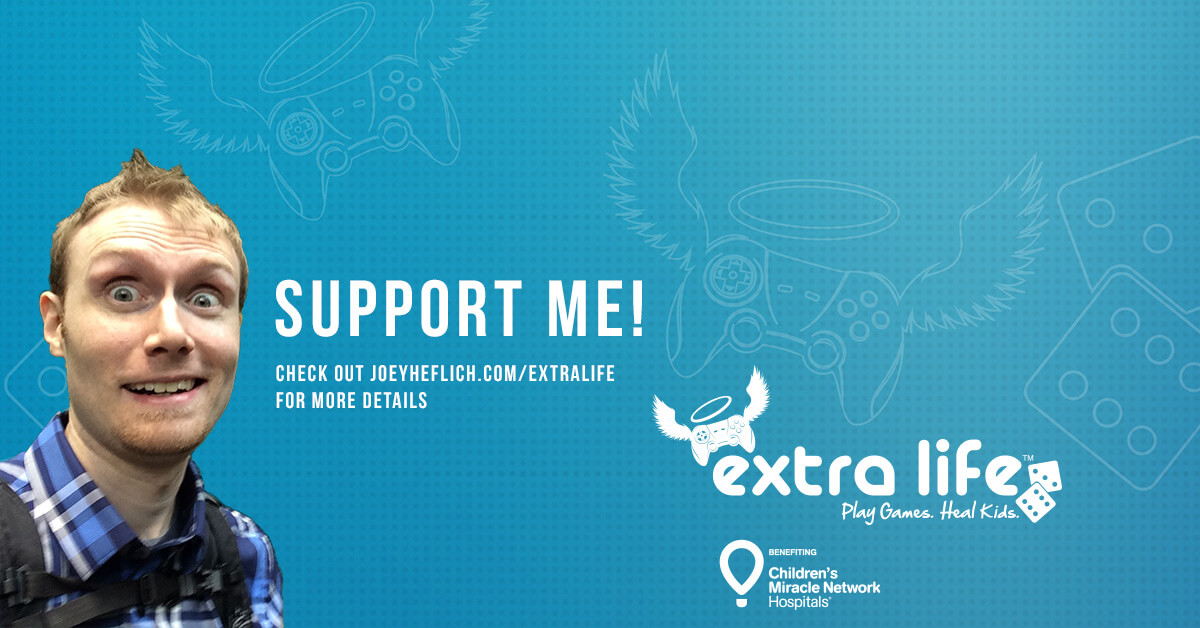 SUPPORT ME!
CHECK OUT JOEYHEFLICH.COM/EXTRALIFE
FOR MORE DETAILS
extra life™
Play Games. Heal Kids.
BENEFITING
Children's
Miracle Network
Hospitals®